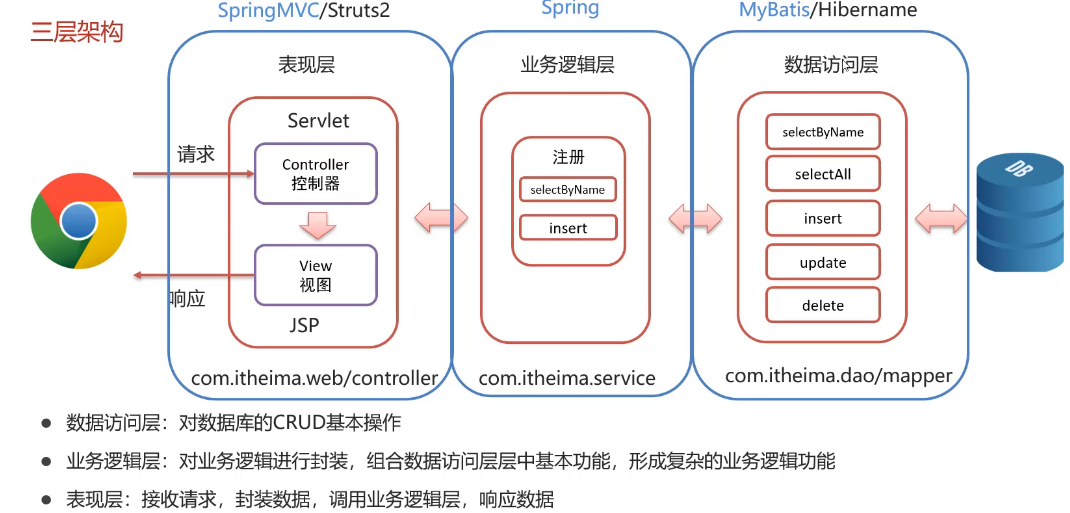 SpringMVC/Struts2
Spring
MyBatis/Hibername
三层架构
表现层
业务逻辑层
数据访问层
Servlet
请求
Controller
控制器
View
视图
响应
JSP
注册
selectByName
insert
selectByName
selectAll
insert
update
delete
DB
com.itheima.web/controller
com.itheima.service
com.itheima.dao/mapper
● 数据访问层：对数据库的CRUD基本操作
● 业务逻辑层：对业务逻辑进行封装，组合数据访问层层中基本功能，形成复杂的业务逻辑功能
● 表现层：接收请求，封装数据，调用业务逻辑层，响应数据